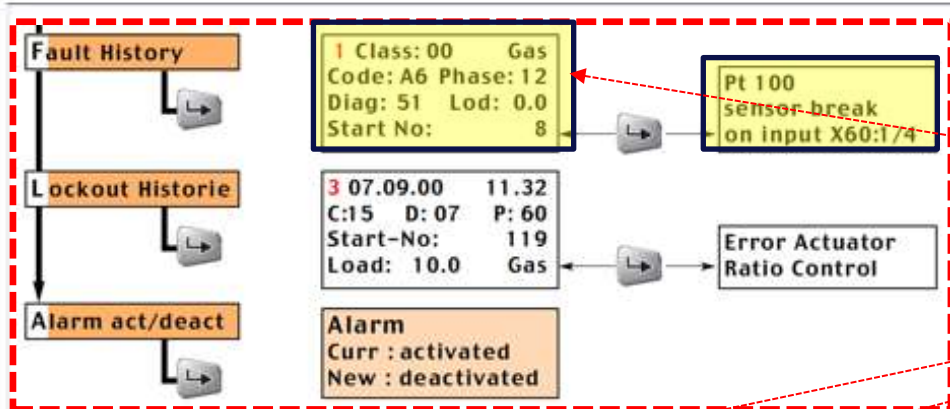 Fault History
1 Class: 00 Gas
Code: A6 Phase: 12
Diag: 51 Lod: 0.0
Start No: 8
Pt 100
sensor break
on input X60:1/4
Lockout Historie
3 07.09.00 11.32
C:15 D: 07 P: 60
Start-No: 119
Load: 10.0 Gas
Error Actuator
Ratio Control
Alarm act/deact
Alarm
Curr : activated
New : deactivated